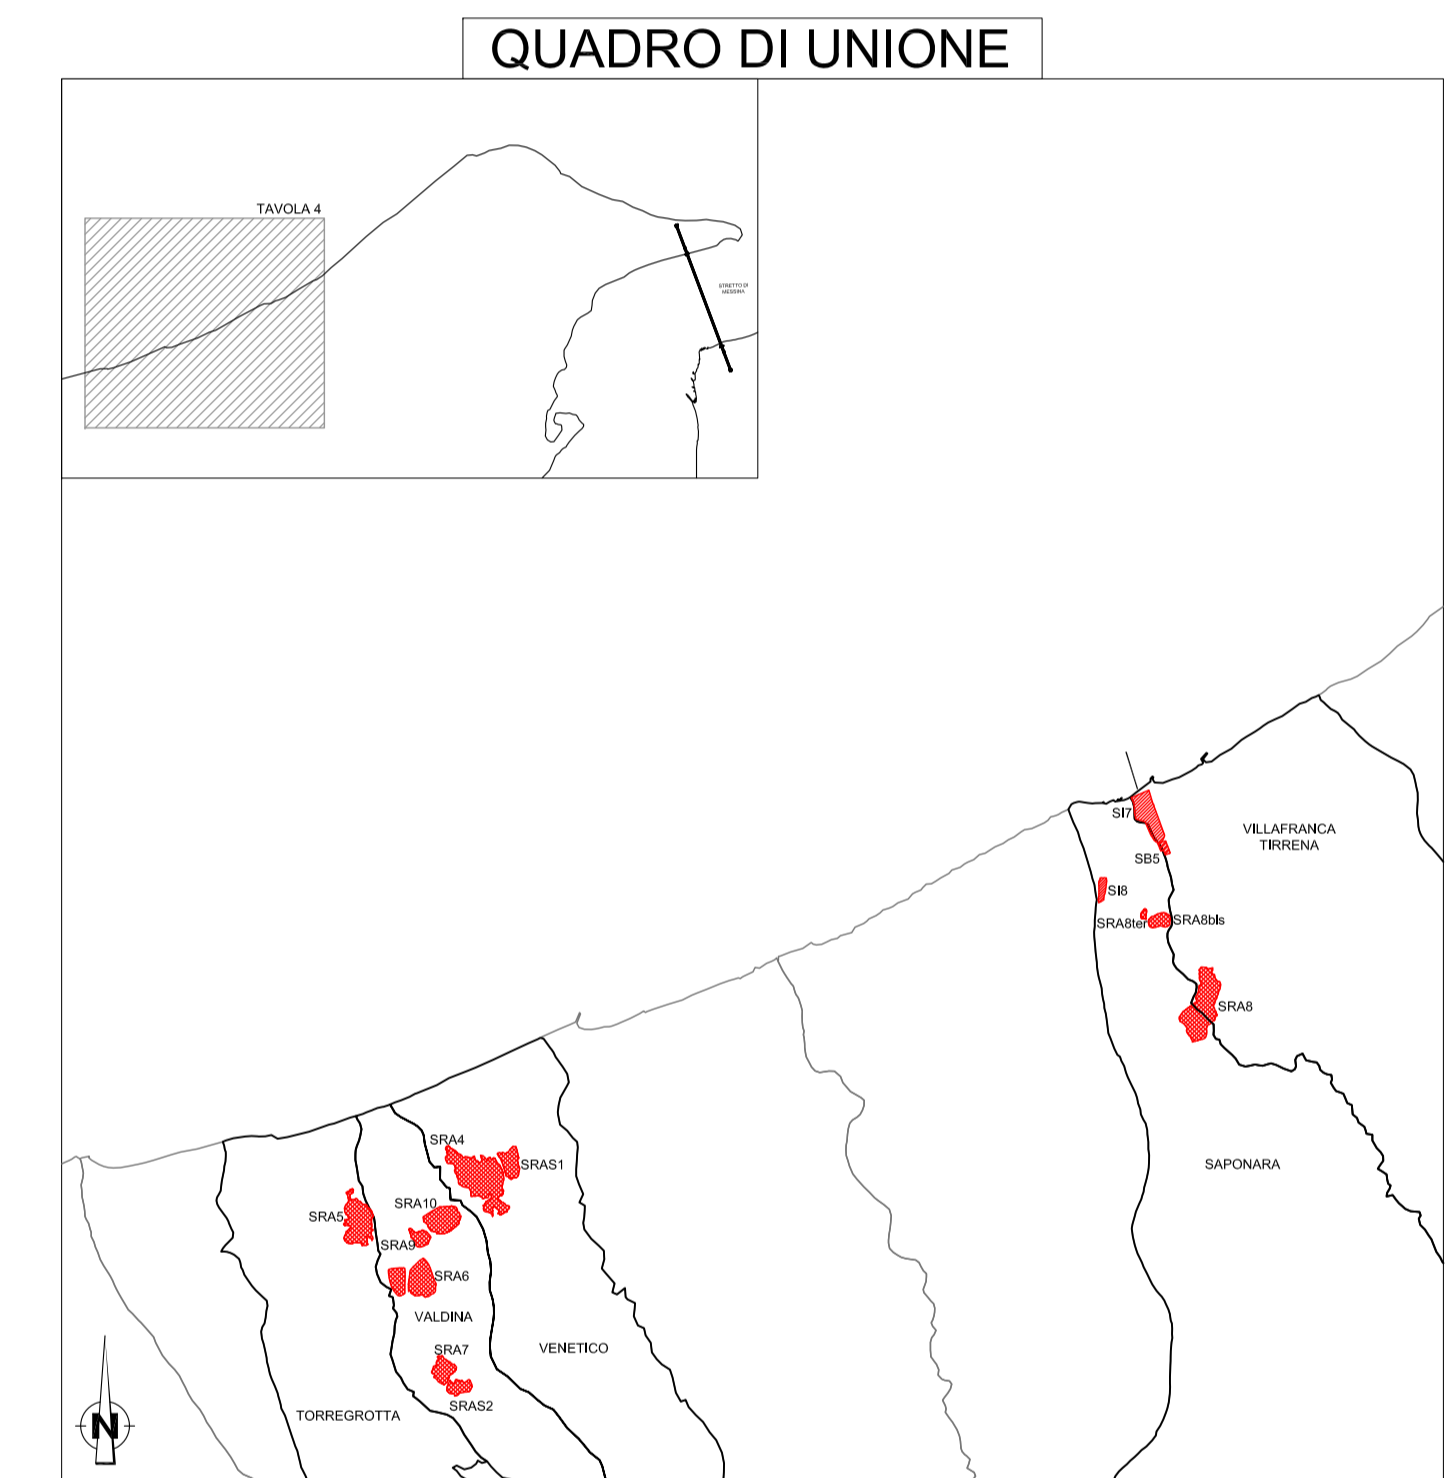 QUADRO DI UNIONE
TAVOLA 4
STRETTO DI
MESSINA
SI7
VILLAFRANCA
TIRRENA
SB5
SI8
SRA8ter
SRA8bis
SRA8
SRA4
SRAS1
SAPONARA
SRA10
SRA5
SRA9
SRA6
VALDINA
VENETICO
SRA7
SRAS2
TORREGROTTA
N